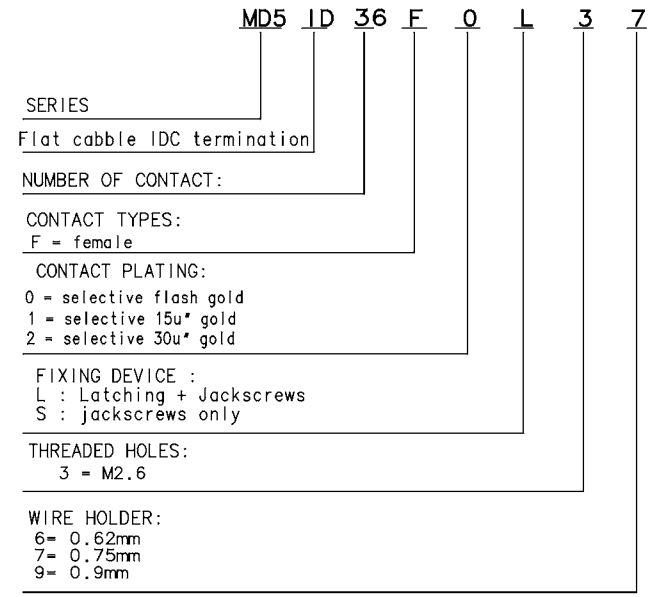 MD5 ID 36 F 0 L 3 7
SERIES
Flat cabble IDC termination
NUMBER OF CONTACT:
CONTACT TYPES:
F = female
CONTACT PLATING:
0 = selective flash gold
1 = selective 15u" gold
2 = selective 30u" gold
FIXING DEVICE :
L : Latching + Jackscrews
S : jackscrews only
THREADED HOLES:
3 = M2.6
WIRE HOLDER:
6= 0.62mm
7= 0.75mm
9= 0.9mm